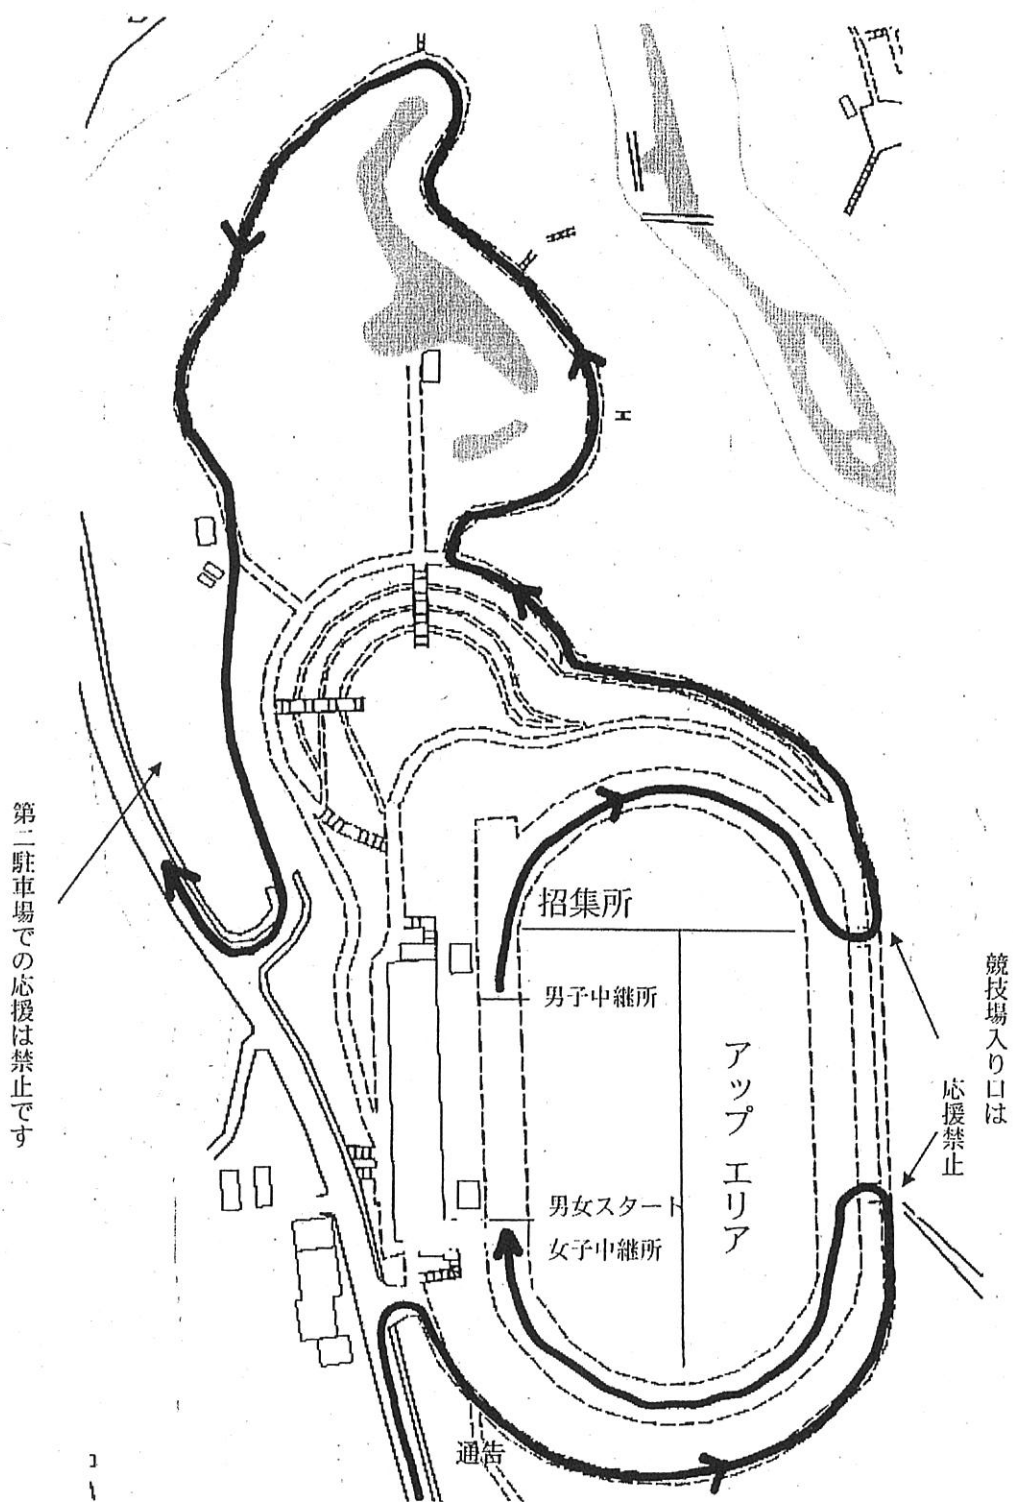 招集所
男子中継所
アップ エリア
男女スタート
女子中継所
競技場入り口は
応援禁止
第二駐車場での応援は禁止です
通告